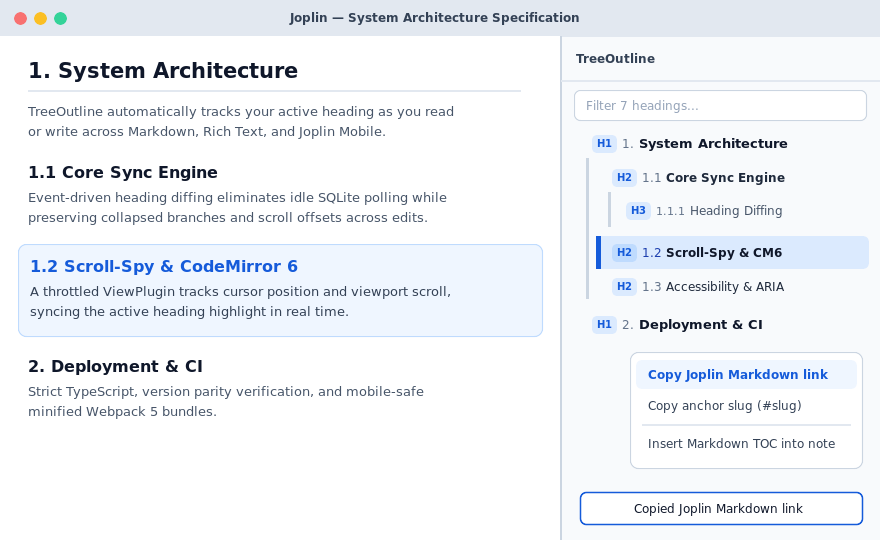 Joplin — System Architecture Specification
1. System Architecture
TreeOutline automatically tracks your active heading as you read
or write across Markdown, Rich Text, and Joplin Mobile.
1.1 Core Sync Engine
Event-driven heading diffing eliminates idle SQLite polling while
preserving collapsed branches and scroll offsets across edits.
1.2 Scroll-Spy & CodeMirror 6
A throttled ViewPlugin tracks cursor position and viewport scroll,
syncing the active heading highlight in real time.
2. Deployment & CI
Strict TypeScript, version parity verification, and mobile-safe
minified Webpack 5 bundles.
TreeOutline
Filter 7 headings...
H1 1. System Architecture
H2 1.1 Core Sync Engine
H3 1.1.1 Heading Diffing
H2 1.2 Scroll-Spy & CM6
H2 1.3 Accessibility & ARIA
H1 2. Deployment & CI
Copy Joplin Markdown link
Copy anchor slug (#slug)
Insert Markdown TOC into note
Copied Joplin Markdown link